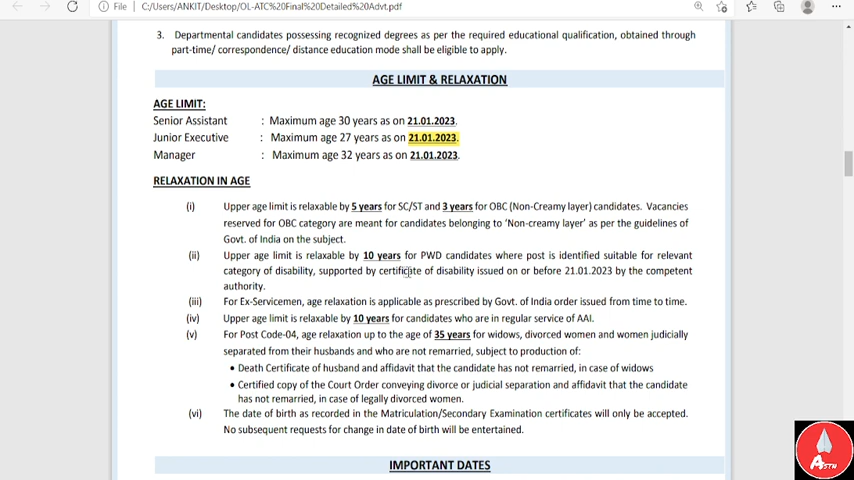 File | C:/Users/ANKIT/Desktop/OL-ATC%20Final%20Detailed%20Advt.pdf
3. Departmental candidates possessing recognized degrees as per the required educational qualification, obtained through
part-time/ correspondence/ distance education mode shall be eligible to apply.
AGE LIMIT & RELAXATION
AGE LIMIT:
Senior Assistant : Maximum age 30 years as on 21.01.2023.
Junior Executive : Maximum age 27 years as on 21.01.2023.
Manager : Maximum age 32 years as on 21.01.2023.
RELAXATION IN AGE
(i) Upper age limit is relaxable by 5 years for SC/ST and 3 years for OBC (Non-Creamy layer) candidates. Vacancies
reserved for OBC category are meant for candidates belonging to ‘Non-creamy layer’ as per the guidelines of
Govt. of India on the subject.
(ii) Upper age limit is relaxable by 10 years for PWD candidates where post is identified suitable for relevant
category of disability, supported by certificate of disability issued on or before 21.01.2023 by the competent
authority.
(iii) For Ex-Servicemen, age relaxation is applicable as prescribed by Govt. of India order issued from time to time.
(iv) Upper age limit is relaxable by 10 years for candidates who are in regular service of AAI.
(v) For Post Code-04, age relaxation up to the age of 35 years for widows, divorced women and women judicially
separated from their husbands and who are not remarried, subject to production of:
• Death Certificate of husband and affidavit that the candidate has not remarried, in case of widows
• Certified copy of the Court Order conveying divorce or judicial separation and affidavit that the candidate
has not remarried, in case of legally divorced women.
(vi) The date of birth as recorded in the Matriculation/Secondary Examination certificates will only be accepted.
No subsequent requests for change in date of birth will be entertained.
IMPORTANT DATES
ASTR